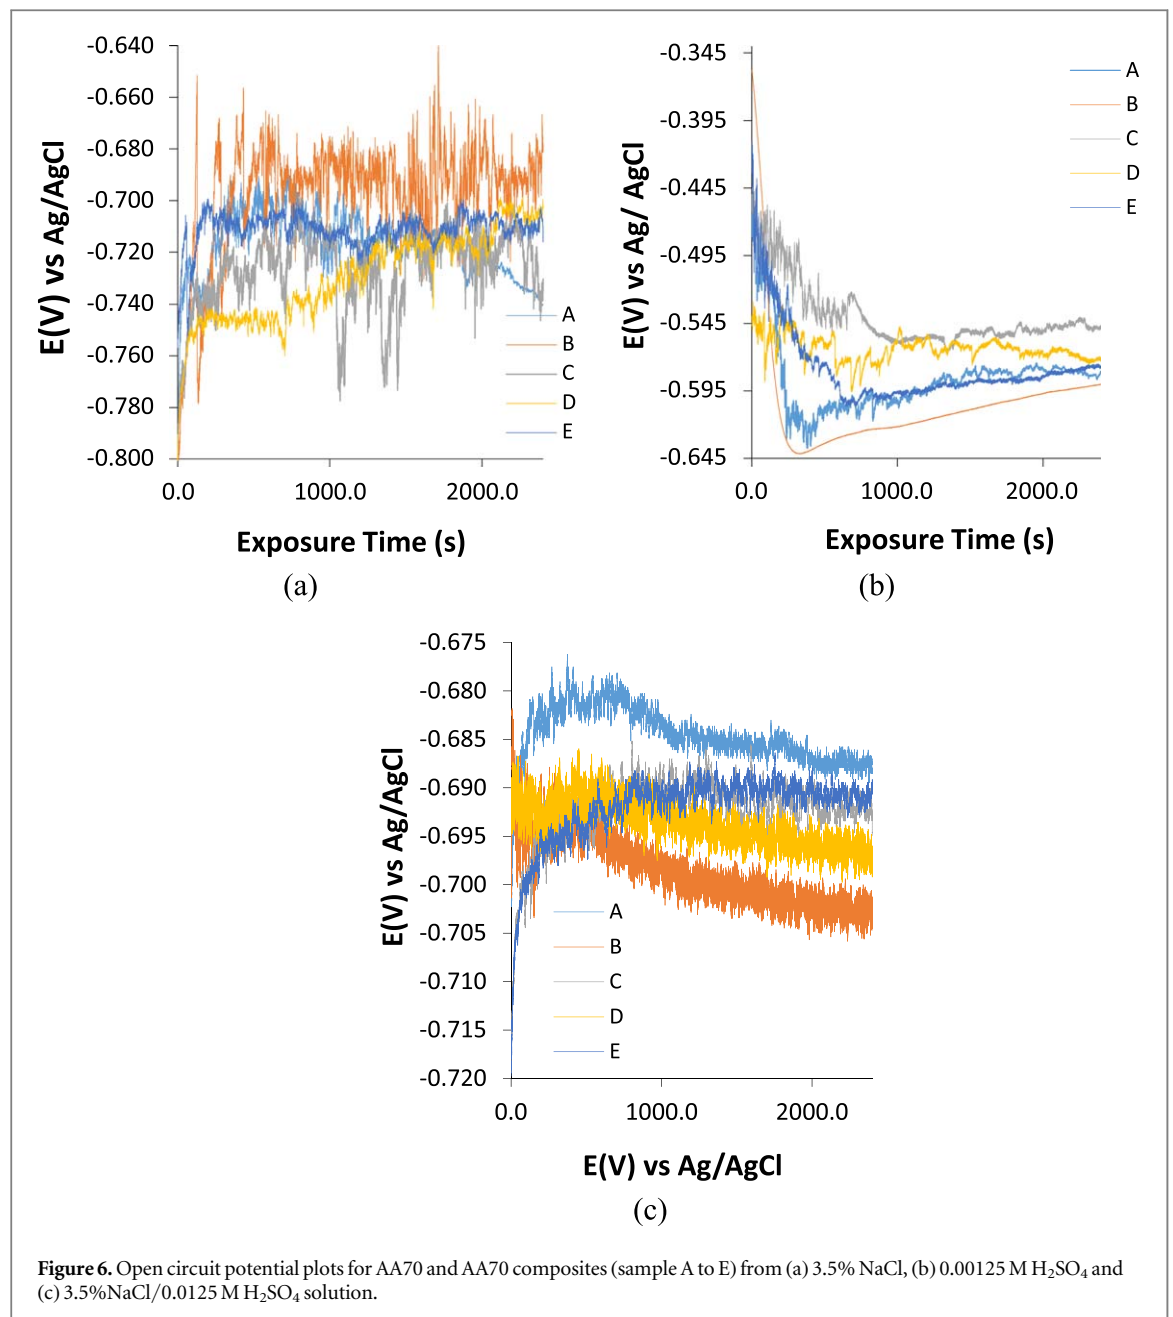 -0.640
-0.660
-0.680
-0.700
-0.720
-0.740
-0.760
-0.780
-0.800
E(V) vs Ag/AgCl
0.0
1000.0
2000.0
Exposure Time (s)
A
B
C
D
E
(a)
-0.345
-0.395
-0.445
-0.495
-0.545
-0.595
-0.645
E(V) vs Ag/ AgCl
0.0
1000.0
2000.0
Exposure Time (s)
A
B
C
D
E
(b)
-0.675
-0.680
-0.685
-0.690
-0.695
-0.700
-0.705
-0.710
-0.715
-0.720
E(V) vs Ag/AgCl
0.0
1000.0
2000.0
E(V) vs Ag/AgCl
A
B
C
D
E
(c)
Figure 6. Open circuit potential plots for AA70 and AA70 composites (sample A to E) from (a) 3.5% NaCl, (b) 0.00125 M H₂SO₄ and
(c) 3.5%NaCl/0.0125 M H₂SO₄ solution.